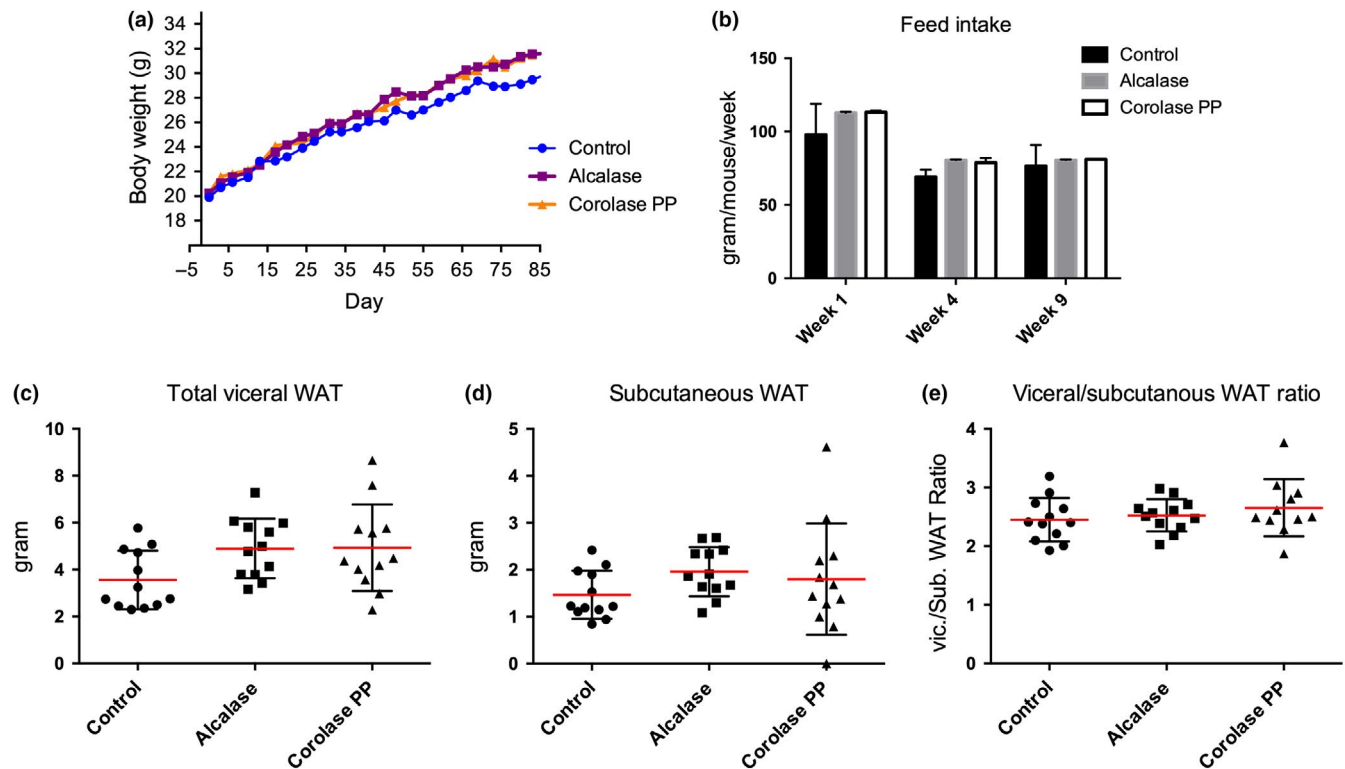 (a)
34
32
30
28
26
24
22
20
18
Body weight (g)
–5 5 15 25 35 45 55 65 75 85
Day
Control
Alcalase
Corolase PP
(b)
Feed intake
150
100
50
0
gram/mouse/week
Week 1
Week 4
Week 9
Control
Alcalase
Corolase PP
(c)
Total viceral WAT
10
8
6
4
2
0
gram
Control
Alcalase
Corolase PP
(d)
Subcutaneous WAT
5
4
3
2
1
0
gram
Control
Alcalase
Corolase PP
(e)
Viceral/subcutanous WAT ratio
4
3
2
1
0
vic./Sub. WAT Ratio
Control
Alcalase
Corolase PP